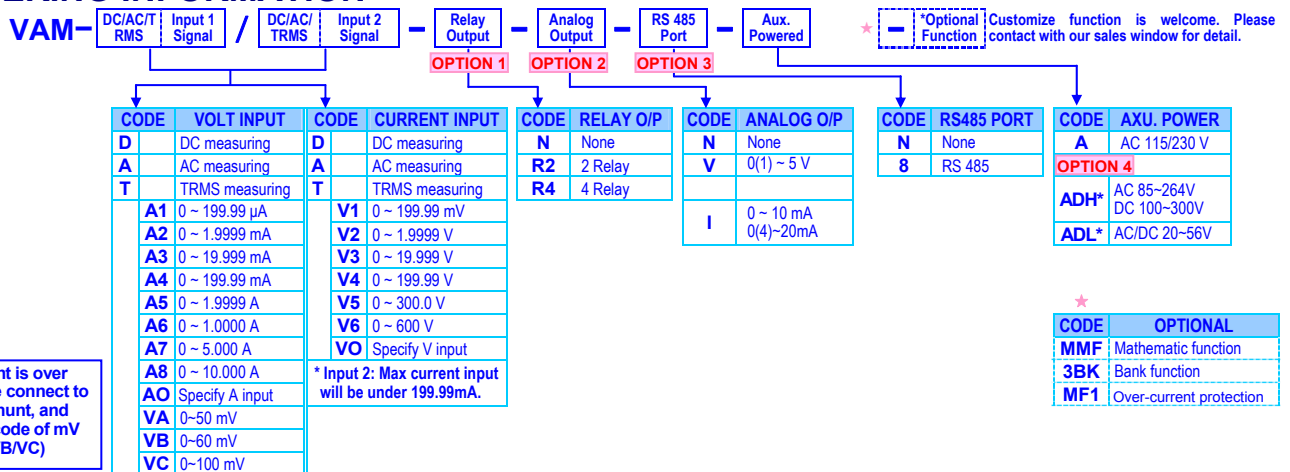 VAM– DC/AC/T RMS Input 1 Signal / DC/AC/ TRMS Input 2 Signal – Relay Output – Analog Output – RS 485 Port – Aux. Powered ★ – *Optional Function Customize function is welcome. Please contact with our sales window for detail.
OPTION 1 OPTION 2 OPTION 3
CODE VOLT INPUT
D DC measuring
A AC measuring
T TRMS measuring
A1 0 ~ 199.99 µA
A2 0 ~ 1.9999 mA
A3 0 ~ 19.999 mA
A4 0 ~ 199.99 mA
A5 0 ~ 1.9999 A
A6 0 ~ 1.0000 A
A7 0 ~ 5.000 A
A8 0 ~ 10.000 A
AO Specify A input
VA 0~50 mV
VB 0~60 mV
VC 0~100 mV
CODE CURRENT INPUT
D DC measuring
A AC measuring
T TRMS measuring
V1 0 ~ 199.99 mV
V2 0 ~ 1.9999 V
V3 0 ~ 19.999 V
V4 0 ~ 199.99 V
V5 0 ~ 300.0 V
V6 0 ~ 600 V
VO Specify V input
* Input 2: Max current input
will be under 199.99mA.
CODE RELAY O/P
N None
R2 2 Relay
R4 4 Relay
CODE ANALOG O/P
N None
V 0(1) ~ 5 V
I 0 ~ 10 mA
0(4)~20mA
CODE RS485 PORT
N None
8 RS 485
CODE AXU. POWER
A AC 115/230 V
OPTION 4
ADH* AC 85~264V
DC 100~300V
ADL* AC/DC 20~56V
★
CODE OPTIONAL
MMF Mathematic function
3BK Bank function
MF1 Over-current protection
is over
connect to
and
ode of mV
B/VC)